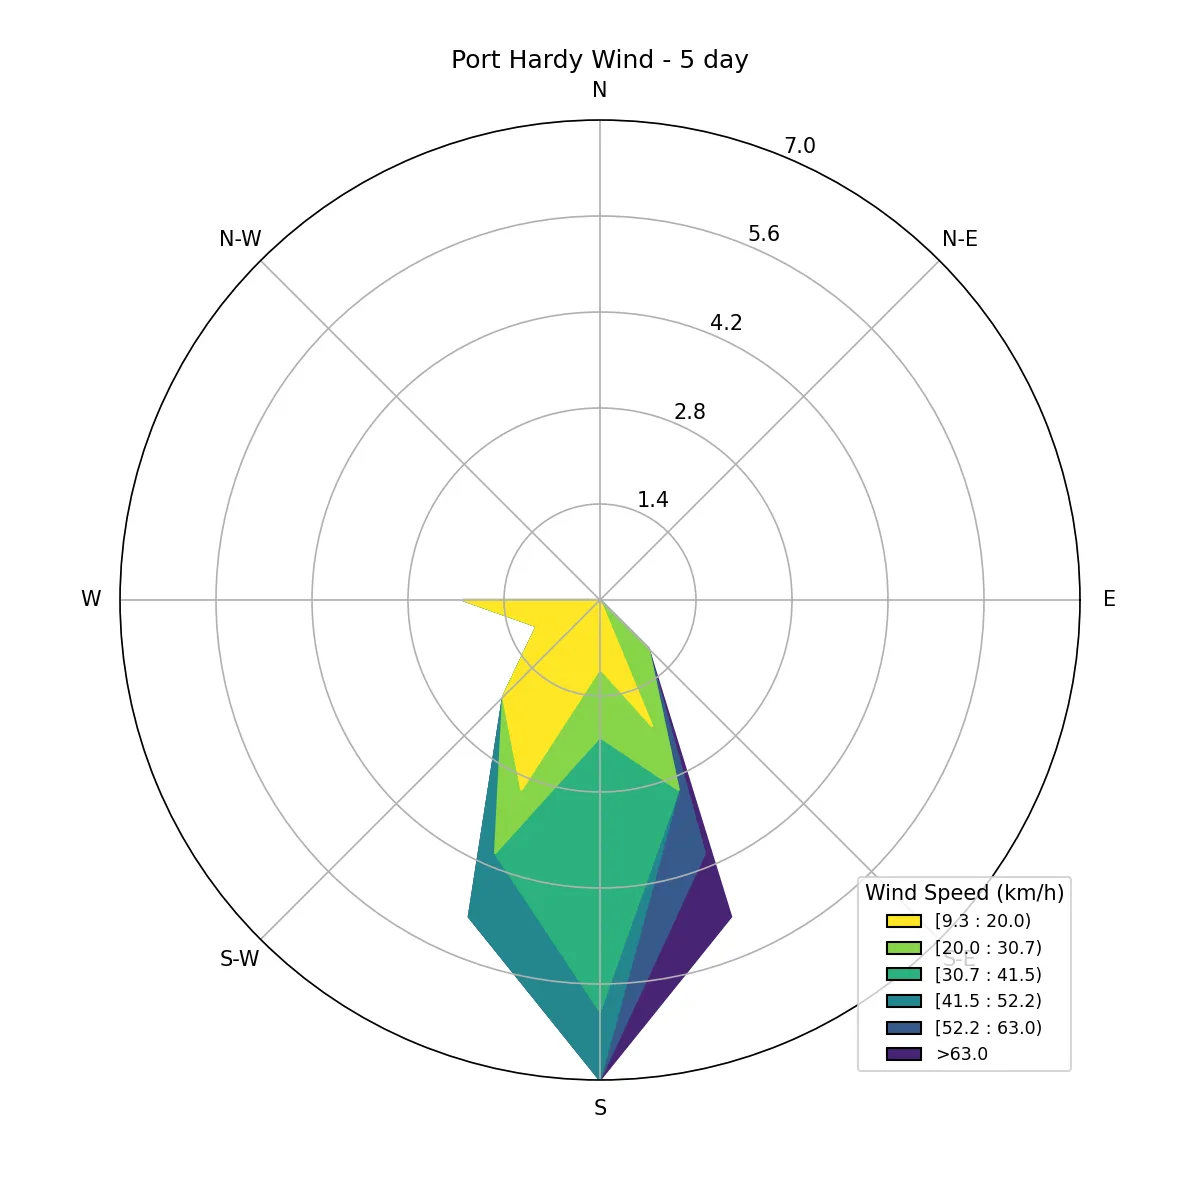 Port Hardy Wind - 5 day
N
7.0
N-W
5.6
N-E
4.2
2.8
1.4
W
E
S-W
S-E
Wind Speed (km/h)
[9.3 : 20.0)
[20.0 : 30.7)
[30.7 : 41.5)
[41.5 : 52.2)
[52.2 : 63.0)
>63.0
S